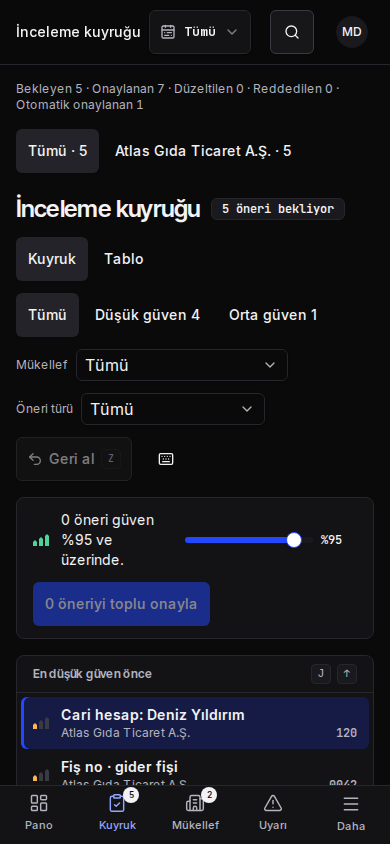 İnceleme kuyruğu
Tümü
MD
Bekleyen 5 · Onaylanan 7 · Düzeltilen 0 · Reddedilen 0 ·
Otomatik onaylanan 1
Tümü · 5
Atlas Gıda Ticaret A.Ş. · 5
İnceleme kuyruğu
5 öneri bekliyor
Kuyruk
Tablo
Tümü
Düşük güven 4
Orta güven 1
Mükellef
Tümü
Öneri türü
Tümü
Geri al
Z
0 öneri güven
%95 ve
üzerinde.
%95
0 öneriyi toplu onayla
En düşük güven önce
J
↑
Cari hesap: Deniz Yıldırım
Atlas Gıda Ticaret A.Ş.
120
Fiş no · gider fişi
Atlas Gıda Ticaret A.Ş.
0042
5
2
Pano
Kuyruk
Mükellef
Uyarı
Daha